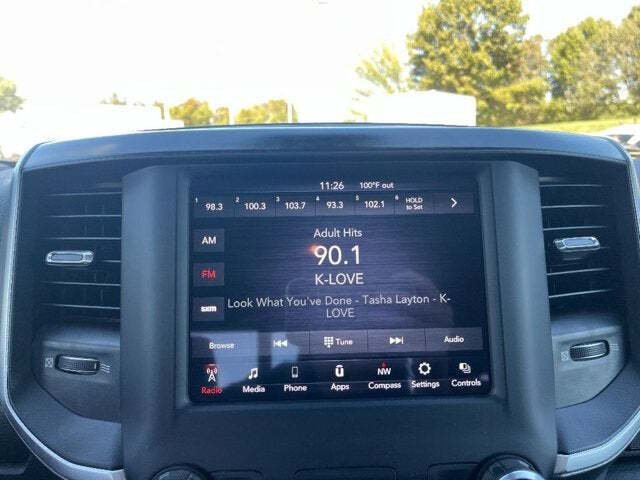 11:26 100°F out
1 98.3 2 100.3 3 103.7 4 93.3 5 102.1 6 HOLD to Set
AM
Adult Hits
90.1
FM
K-LOVE
Look What You've Done - Tasha Layton - K-
LOVE
SXM
Browse Tune Audio
Radio Media Phone Apps NW Compass Settings Controls